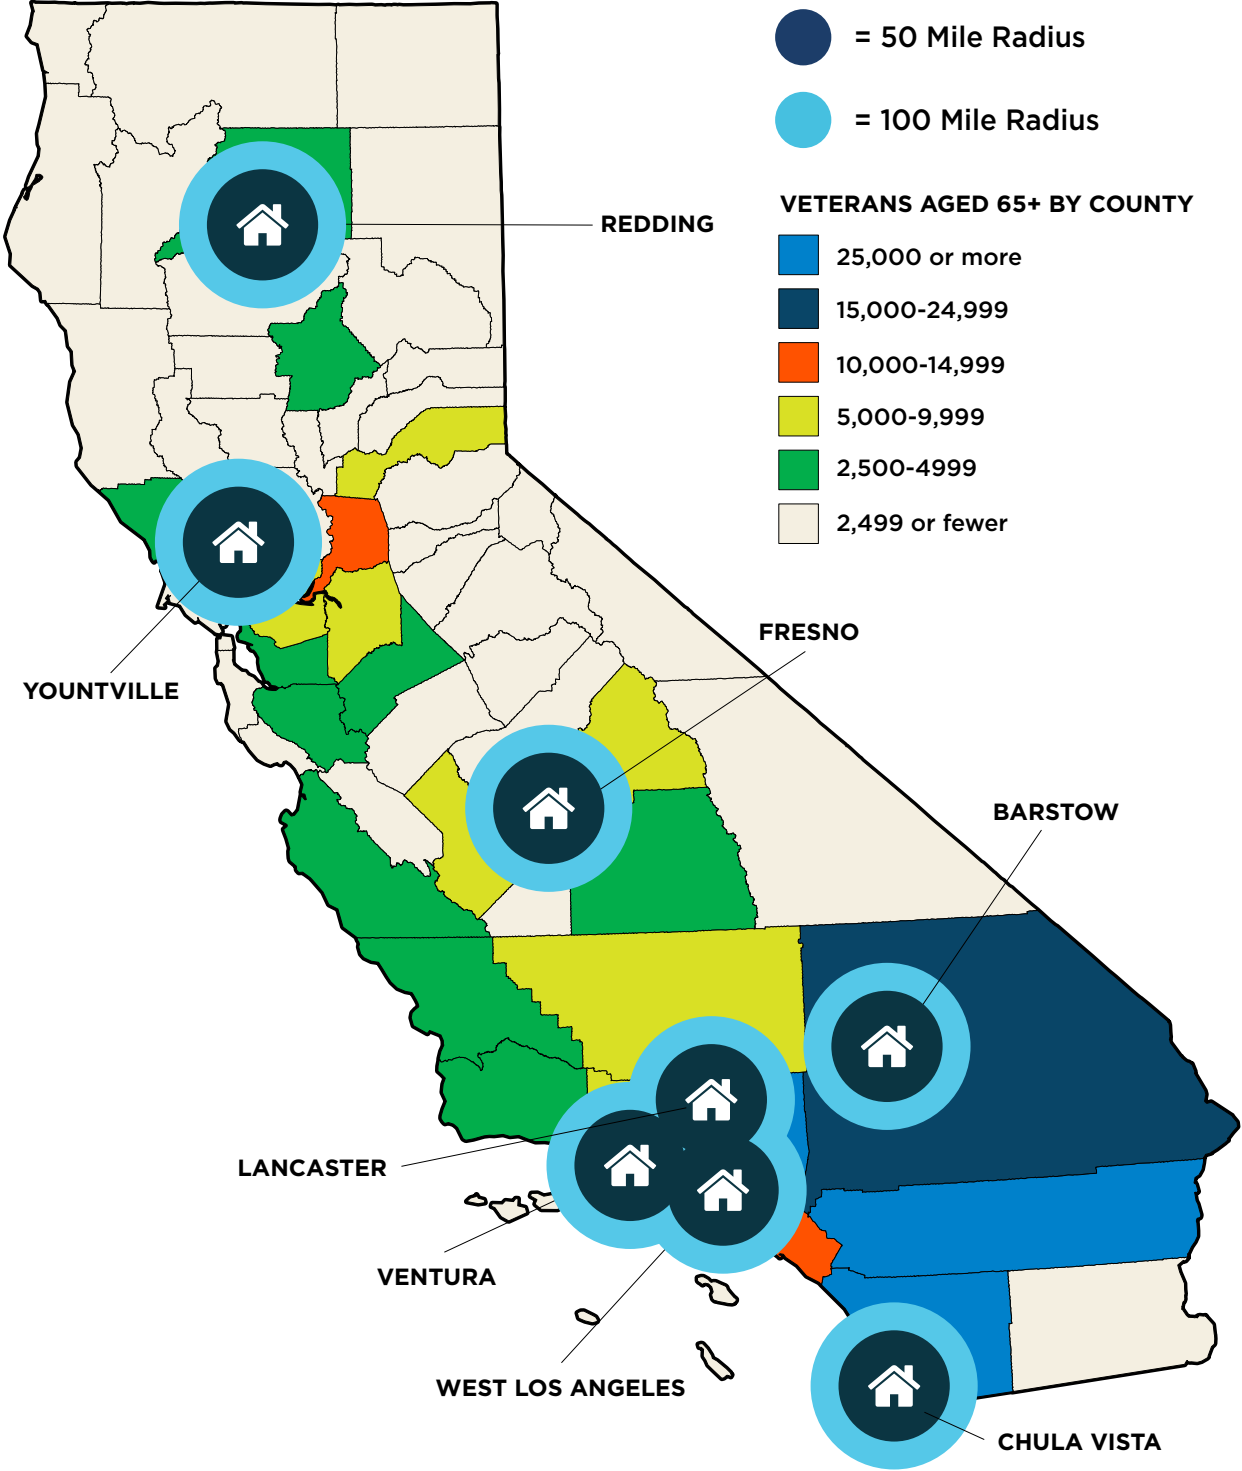 = 50 Mile Radius
= 100 Mile Radius
VETERANS AGED 65+ BY COUNTY
25,000 or more
15,000-24,999
10,000-14,999
5,000-9,999
2,500-4999
2,499 or fewer
REDDING
FRESNO
YOUNTVILLE
BARSTOW
LANCASTER
VENTURA
WEST LOS ANGELES
CHULA VISTA